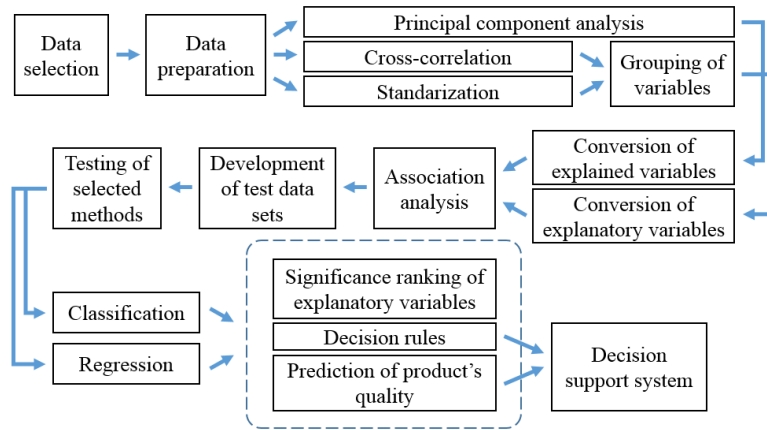 Data
selection
Data
preparation
Principal component analysis
Cross-correlation
Standarization
Grouping of
variables
Conversion of
explained variables
Conversion of
explanatory variables
Association
analysis
Development
of test data
sets
Testing of
selected
methods
Classification
Regression
Significance ranking of
explanatory variables
Decision rules
Prediction of product’s
quality
Decision
support system